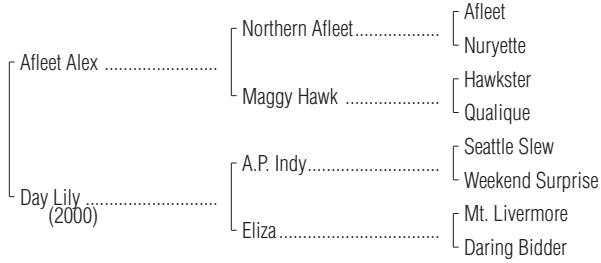 Afleet
Northern Afleet
Nuryette
Afleet Alex
Hawkster
Maggy Hawk
Qualique
Seattle Slew
A.P. Indy
Weekend Surprise
Day Lily
(2000)
Mt. Livermore
Eliza
Daring Bidder